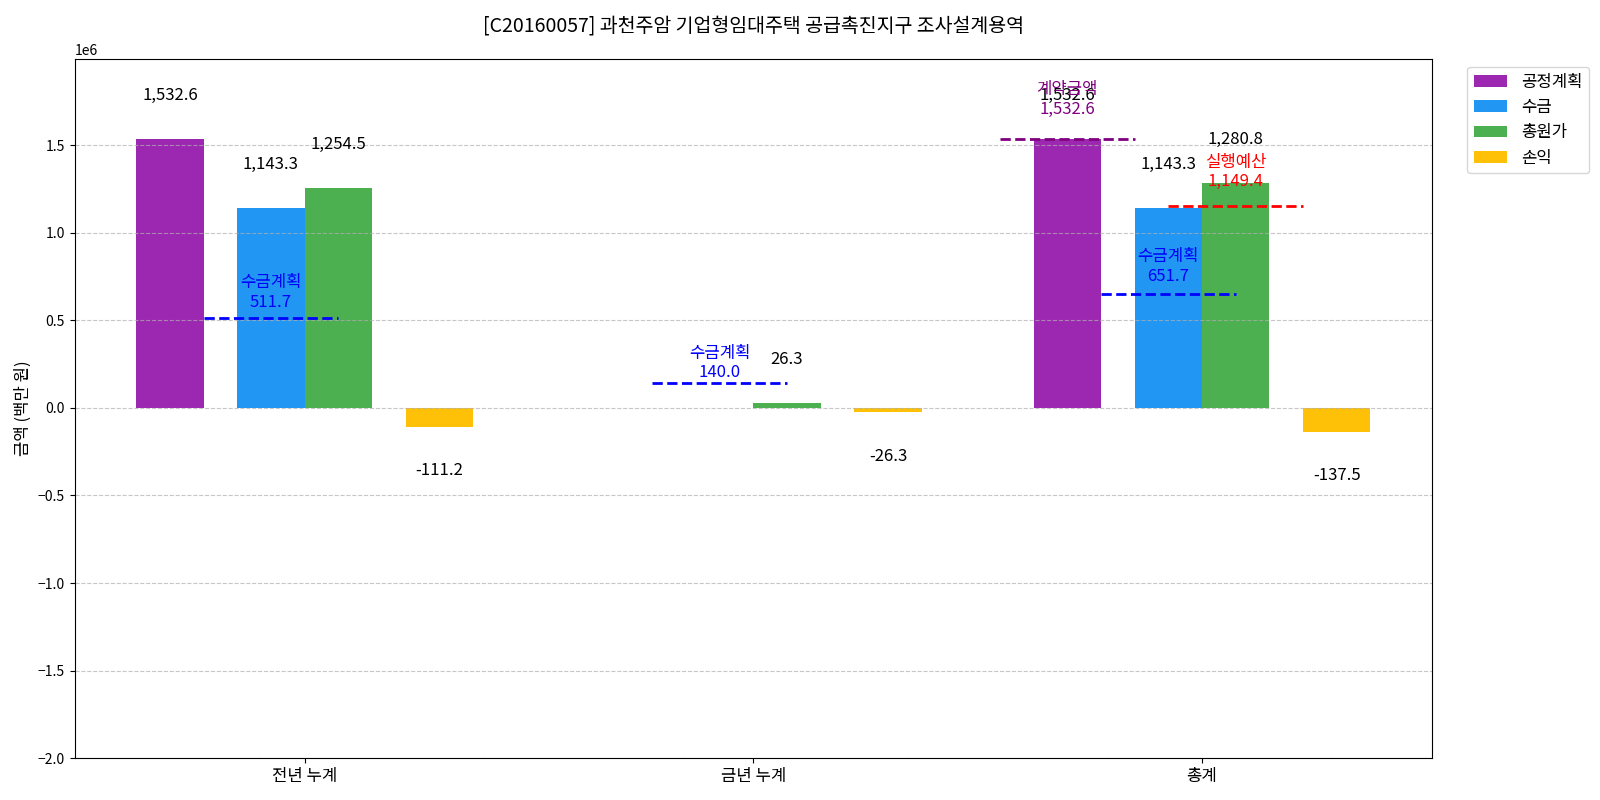 [C20160057] 과천주암 기업형임대주택 공급촉진지구 조사설계용역
1e6
1.5
1.0
0.5
0.0
−0.5
−1.0
−1.5
−2.0
금액 (백만 원)
1,532.6
1,143.3
1,254.5
수금계획
511.7
-111.2
수금계획
140.0
26.3
-26.3
계약금액
1,532.6
1,532.6
1,143.3
1,280.8
실행예산
1,149.4
수금계획
651.7
-137.5
전년 누계
금년 누계
총계
공정계획
수금
총원가
손익